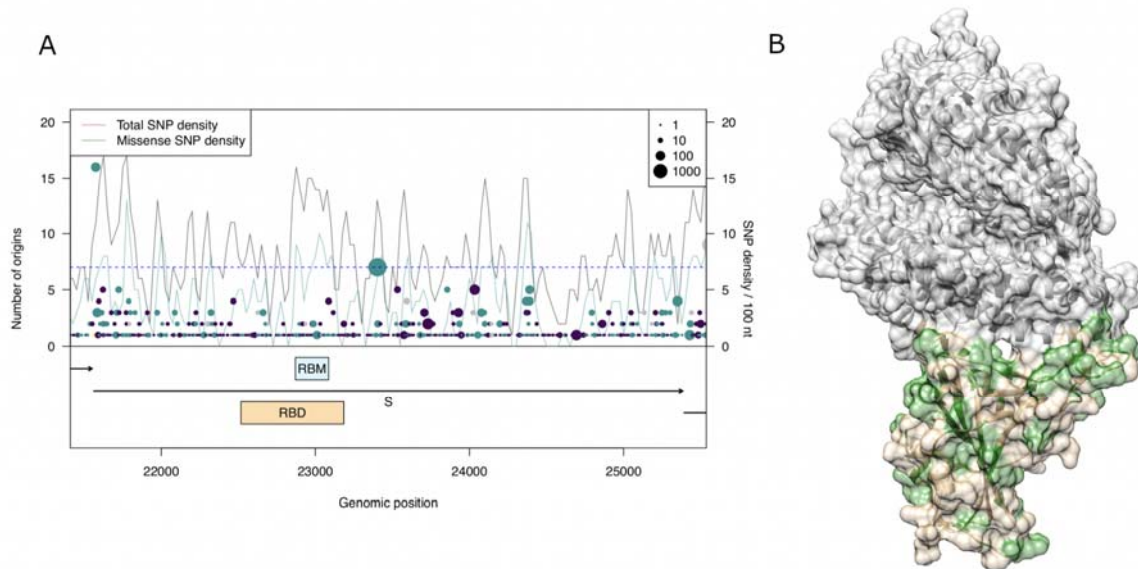 A
B
Total SNP density
Missense SNP density
1
10
100
1000
20
15
10
5
0
Number of origins
20
15
10
5
0
SNP density / 100 nt
RBM
S
RBD
22000 23000 24000 25000
Genomic position